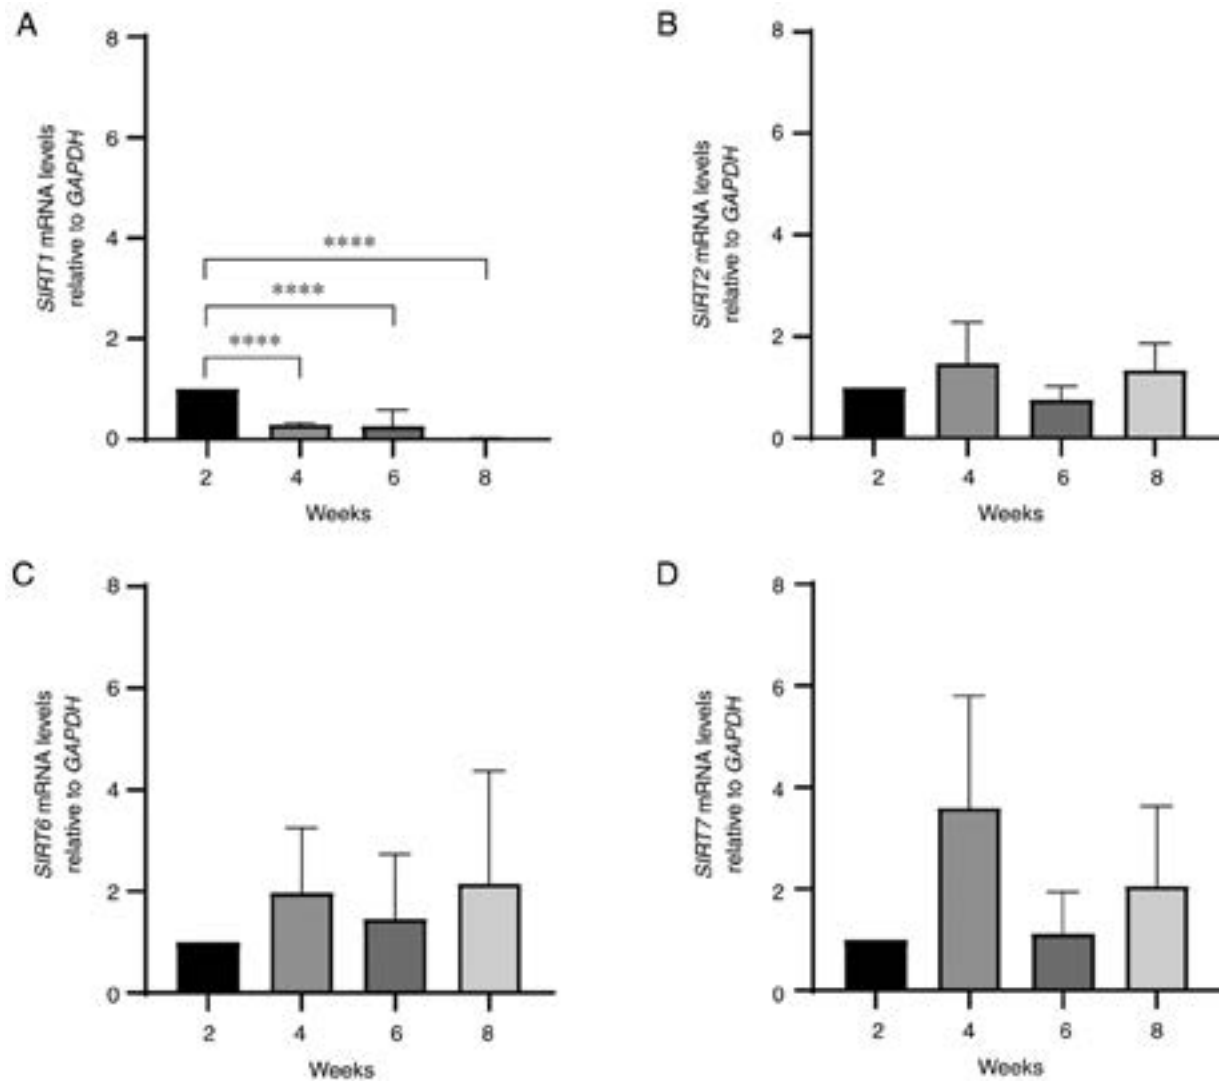 A
8
6
4
2
0
SIRT1 mRNA levels
relative to GAPDH
****
****
****
2 4 6 8
Weeks
B
8
6
4
2
0
SIRT2 mRNA levels
relative to GAPDH
2 4 6 8
Weeks
C
8
6
4
2
0
SIRT6 mRNA levels
relative to GAPDH
2 4 6 8
Weeks
D
8
6
4
2
0
SIRT7 mRNA levels
relative to GAPDH
2 4 6 8
Weeks